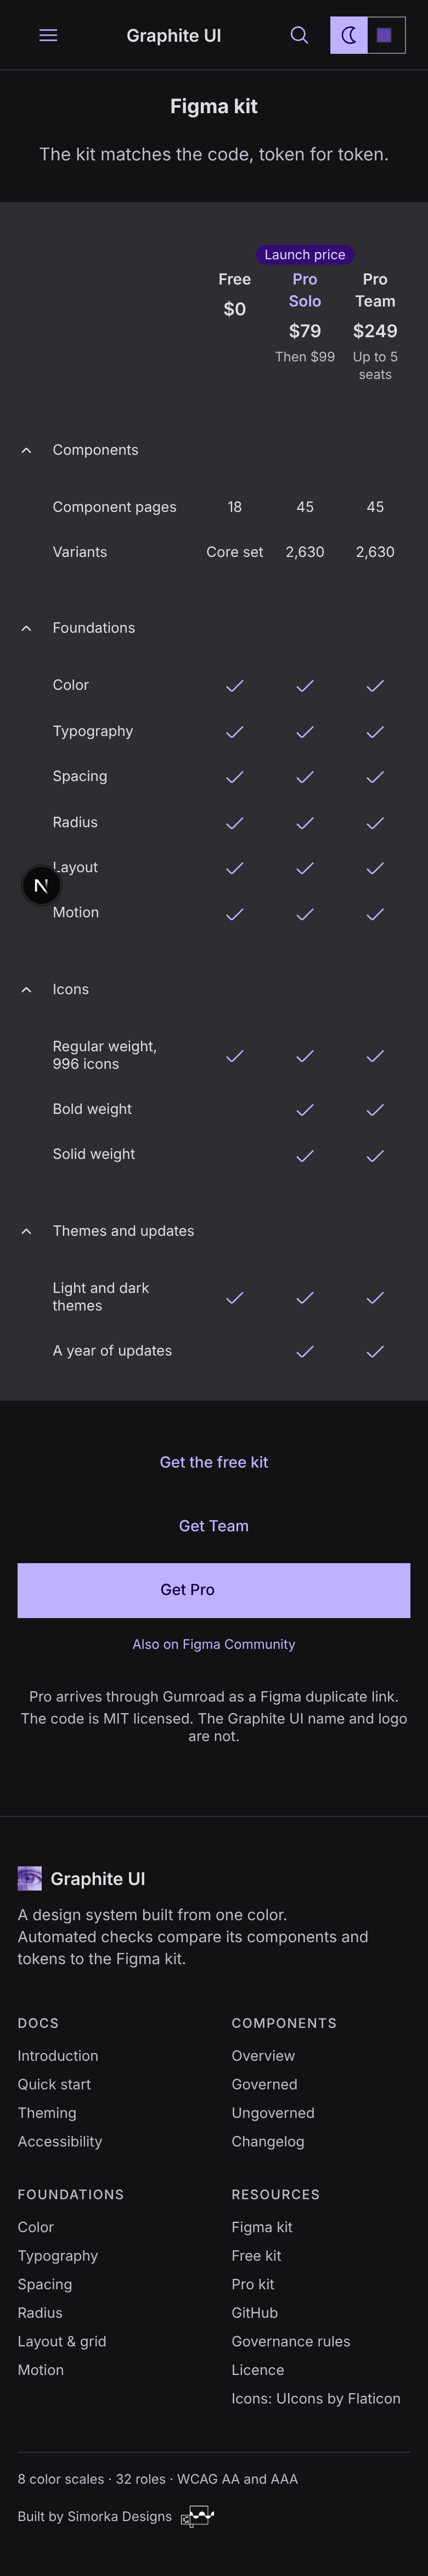 Graphite UI
Figma kit
The kit matches the code, token for token.
Launch price
Free
Pro
Solo
Pro
Team
$0
$79
$249
Then $99
Up to 5
seats
Components
Component pages 18 45 45
Variants Core set 2,630 2,630
Foundations
Color
Typography
Spacing
Radius
Layout
N
Motion
Icons
Regular weight,
996 icons
Bold weight
Solid weight
Themes and updates
Light and dark
themes
A year of updates
Get the free kit
Get Team
Get Pro
Also on Figma Community
Pro arrives through Gumroad as a Figma duplicate link.
The code is MIT licensed. The Graphite UI name and logo
are not.
Graphite UI
A design system built from one color.
Automated checks compare its components and
tokens to the Figma kit.
DOCS
Introduction
Quick start
Theming
Accessibility
COMPONENTS
Overview
Governed
Ungoverned
Changelog
FOUNDATIONS
Color
Typography
Spacing
Radius
Layout & grid
Motion
RESOURCES
Figma kit
Free kit
Pro kit
GitHub
Governance rules
Licence
Icons: UIcons by Flaticon
8 color scales · 32 roles · WCAG AA and AAA
Built by Simorka Designs